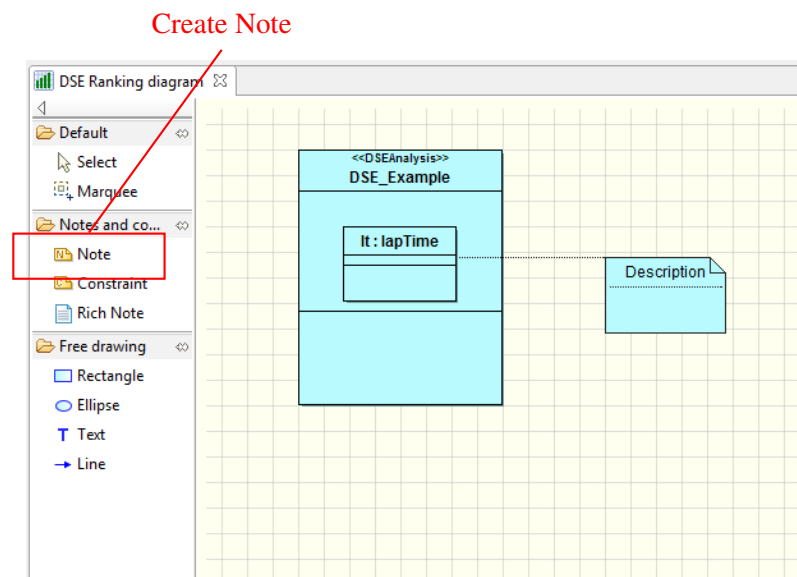 Create Note
DSE Ranking diagram
Default
Select
Marquee
Notes and co...
Note
Constraint
Rich Note
Free drawing
Rectangle
Ellipse
T Text
Line
<<DSEAnalysis>>
DSE_Example
lt : lapTime
Description